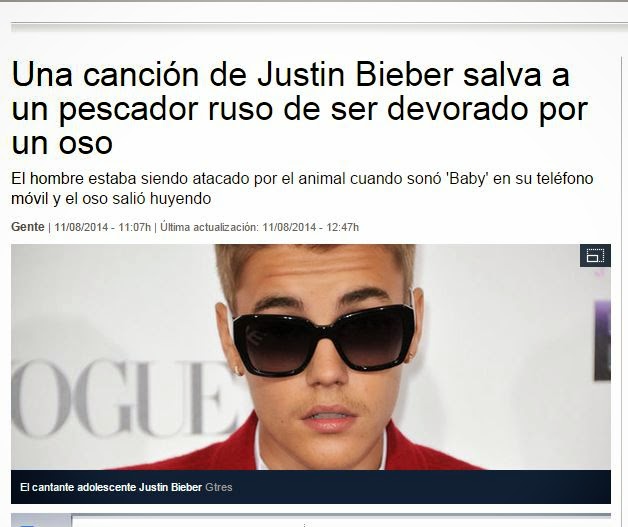 Una canción de Justin Bieber salva a
un pescador ruso de ser devorado por
un oso
El hombre estaba siendo atacado por el animal cuando sonó 'Baby' en su teléfono
móvil y el oso salió huyendo
Gente | 11/08/2014 - 11:07h | Última actualización: 11/08/2014 - 12:47h
OGUE
El cantante adolescente Justin Bieber Gtres